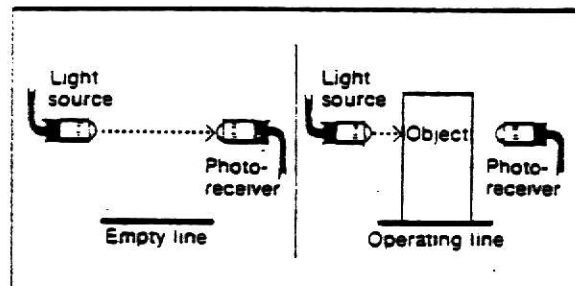 Light
source
Photo-
receiver
Empty line
Light
source
Object
Photo-
receiver
Operating line